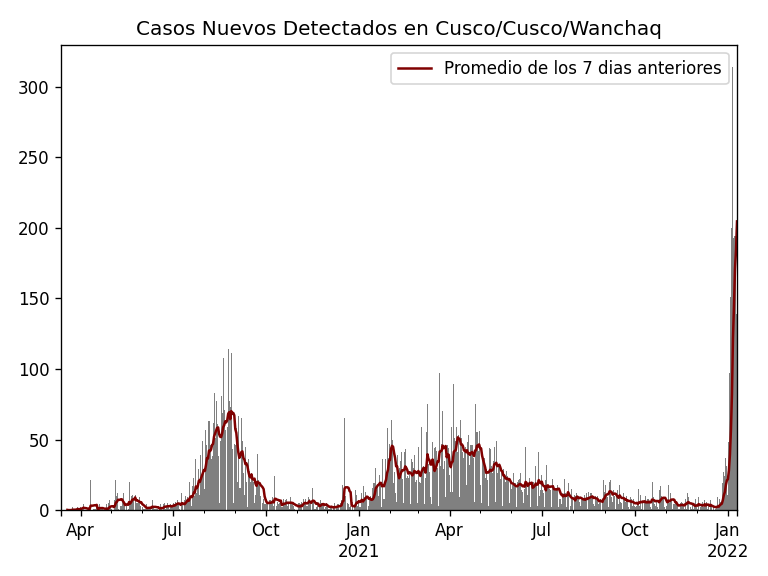 Casos Nuevos Detectados en Cusco/Cusco/Wanchaq
Promedio de los 7 dias anteriores
300
250
200
150
100
50
0
Apr Jul Oct Jan Apr Jul Oct Jan
2021 2022